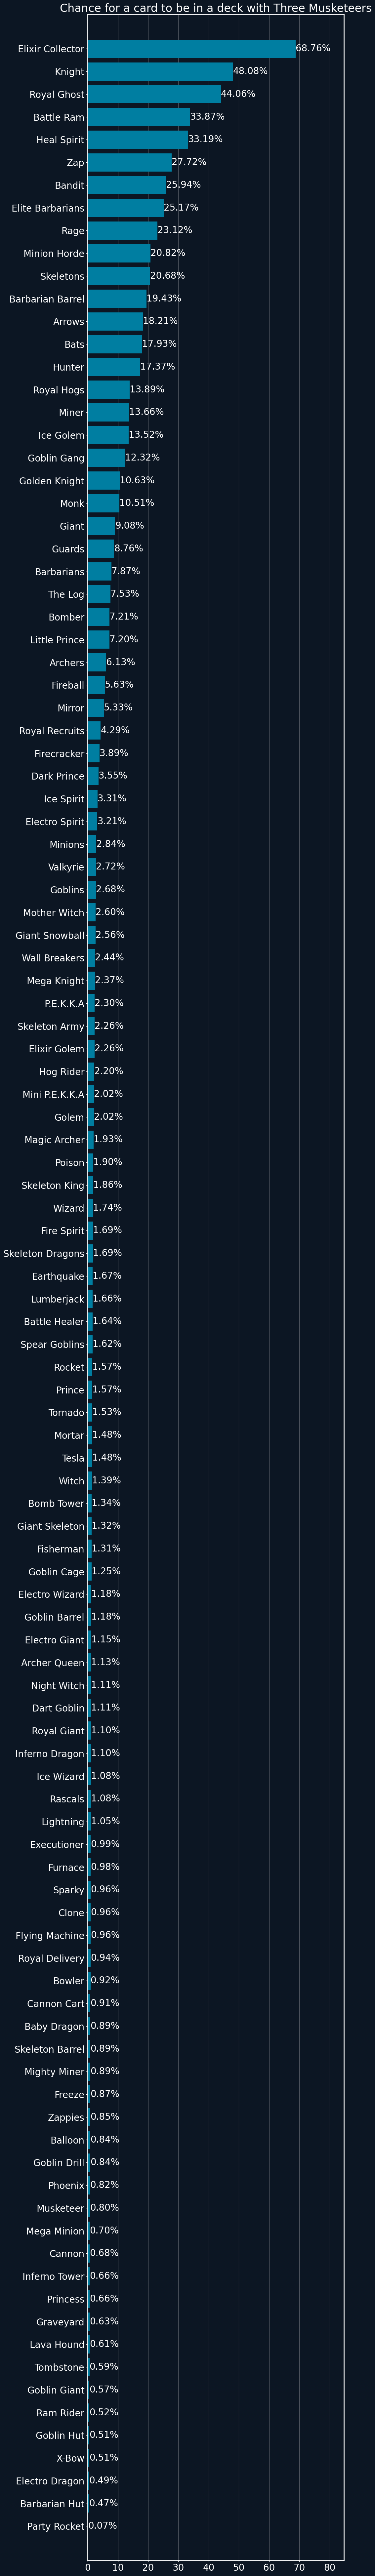 Chance for a card to be in a deck with Three Musketeers
Elixir Collector 68.76%
Knight 48.08%
Royal Ghost 44.06%
Battle Ram 33.87%
Heal Spirit 33.19%
Zap 27.72%
Bandit 25.94%
Elite Barbarians 25.17%
Rage 23.12%
Minion Horde 20.82%
Skeletons 20.68%
Barbarian Barrel 19.43%
Arrows 18.21%
Bats 17.93%
Hunter 17.37%
Royal Hogs 13.89%
Miner 13.66%
Ice Golem 13.52%
Goblin Gang 12.32%
Golden Knight 10.63%
Monk 10.51%
Giant 9.08%
Guards 8.76%
Barbarians 7.87%
The Log 7.53%
Bomber 7.21%
Little Prince 7.20%
Archers 6.13%
Fireball 5.63%
Mirror 5.33%
Royal Recruits 4.29%
Firecracker 3.89%
Dark Prince 3.55%
Ice Spirit 3.31%
Electro Spirit 3.21%
Minions 2.84%
Valkyrie 2.72%
Goblins 2.68%
Mother Witch 2.60%
Giant Snowball 2.56%
Wall Breakers 2.44%
Mega Knight 2.37%
P.E.K.K.A 2.30%
Skeleton Army 2.26%
Elixir Golem 2.26%
Hog Rider 2.20%
Mini P.E.K.K.A 2.02%
Golem 2.02%
Magic Archer 1.93%
Poison 1.90%
Skeleton King 1.86%
Wizard 1.74%
Fire Spirit 1.69%
Skeleton Dragons 1.69%
Earthquake 1.67%
Lumberjack 1.66%
Battle Healer 1.64%
Spear Goblins 1.62%
Rocket 1.57%
Prince 1.57%
Tornado 1.53%
Mortar 1.48%
Tesla 1.48%
Witch 1.39%
Bomb Tower 1.34%
Giant Skeleton 1.32%
Fisherman 1.31%
Goblin Cage 1.25%
Electro Wizard 1.18%
Goblin Barrel 1.18%
Electro Giant 1.15%
Archer Queen 1.13%
Night Witch 1.11%
Dart Goblin 1.11%
Royal Giant 1.10%
Inferno Dragon 1.10%
Ice Wizard 1.08%
Rascals 1.08%
Lightning 1.05%
Executioner 0.99%
Furnace 0.98%
Sparky 0.96%
Clone 0.96%
Flying Machine 0.96%
Royal Delivery 0.94%
Bowler 0.92%
Cannon Cart 0.91%
Baby Dragon 0.89%
Skeleton Barrel 0.89%
Mighty Miner 0.89%
Freeze 0.87%
Zappies 0.85%
Balloon 0.84%
Goblin Drill 0.84%
Phoenix 0.82%
Musketeer 0.80%
Mega Minion 0.70%
Cannon 0.68%
Inferno Tower 0.66%
Princess 0.66%
Graveyard 0.63%
Lava Hound 0.61%
Tombstone 0.59%
Goblin Giant 0.57%
Ram Rider 0.52%
Goblin Hut 0.51%
X-Bow 0.51%
Electro Dragon 0.49%
Barbarian Hut 0.47%
Party Rocket 0.07%
0 10 20 30 40 50 60 70 80